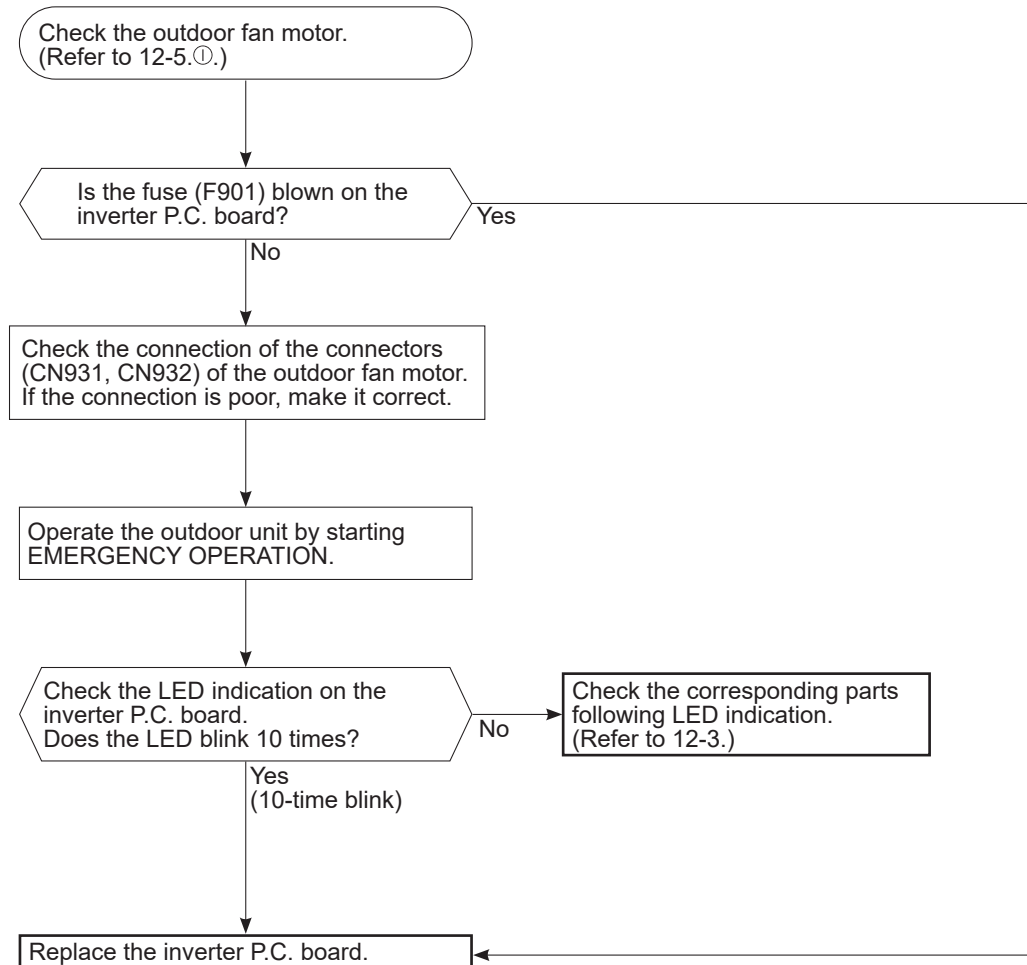 Check the outdoor fan motor.
(Refer to 12-5.Ⓘ.)
Is the fuse (F901) blown on the
inverter P.C. board?
Yes
No
Check the connection of the connectors
(CN931, CN932) of the outdoor fan motor.
If the connection is poor, make it correct.
Operate the outdoor unit by starting
EMERGENCY OPERATION.
Check the LED indication on the
inverter P.C. board.
Does the LED blink 10 times?
No
Check the corresponding parts
following LED indication.
(Refer to 12-3.)
Yes
(10-time blink)
Replace the inverter P.C. board.